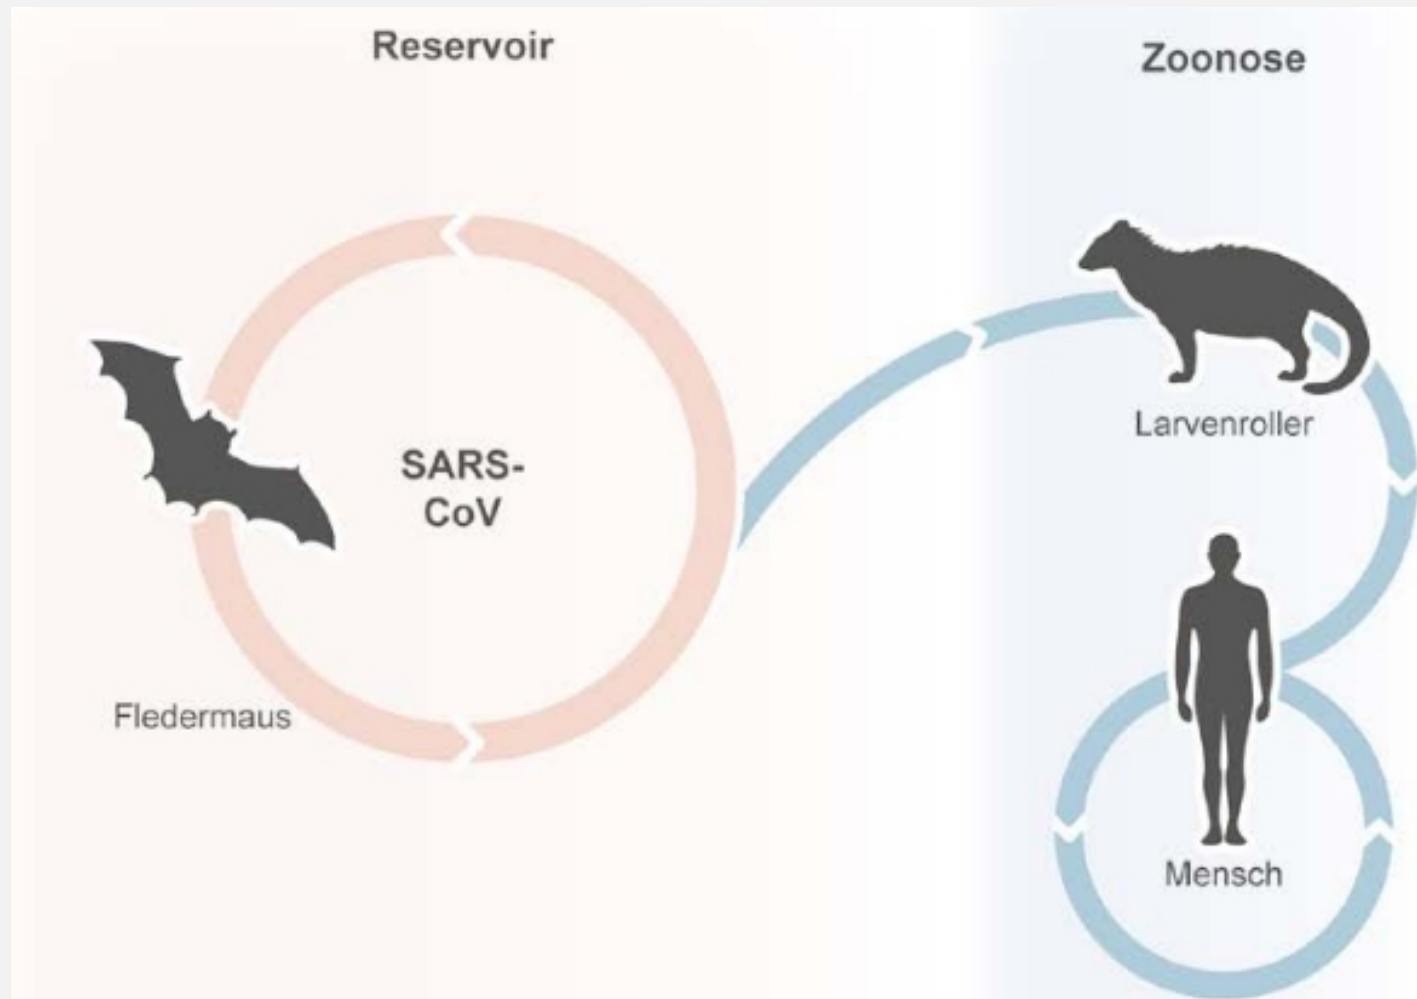 Reservoir
Zoonose
Larvenroller
SARS-
CoV
Fledermaus
Mensch